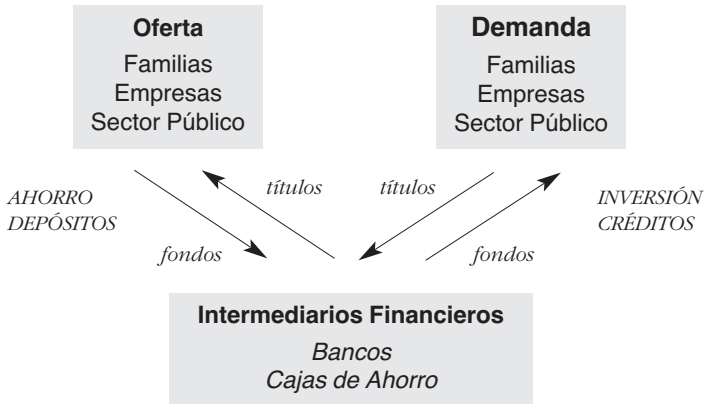 Oferta
Familias
Empresas
Sector Público
Demanda
Familias
Empresas
Sector Público
AHORRO
DEPÓSITOS
títulos
fondos
títulos
fondos
INVERSIÓN
CRÉDITOS
Intermediarios Financieros
Bancos
Cajas de Ahorro